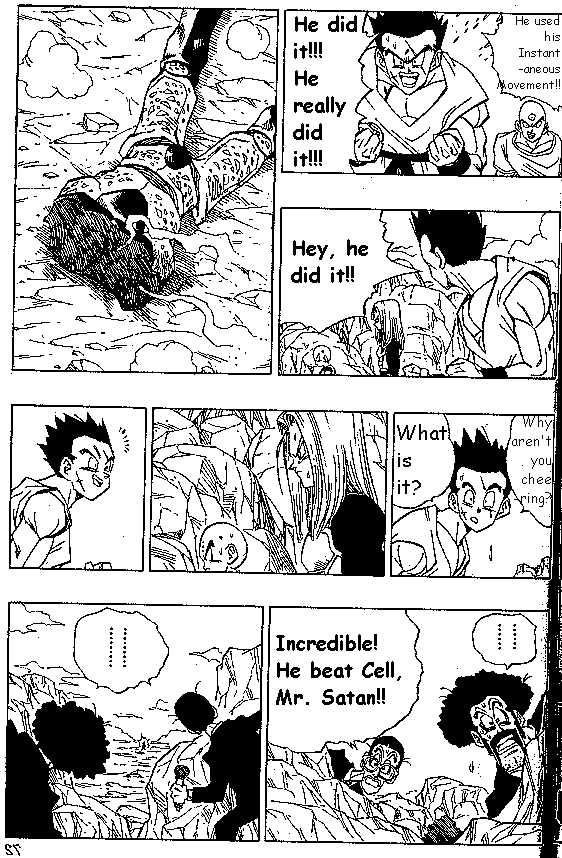 He did
it!!!
He
really
did
it!!!
He used
his
Instant
-aneous
Movement!!
Hey, he
did it!!
What
is
it?
Why
aren't
you
chee
ring?
......
Incredible!
He beat Cell,
Mr. Satan!!
......
72